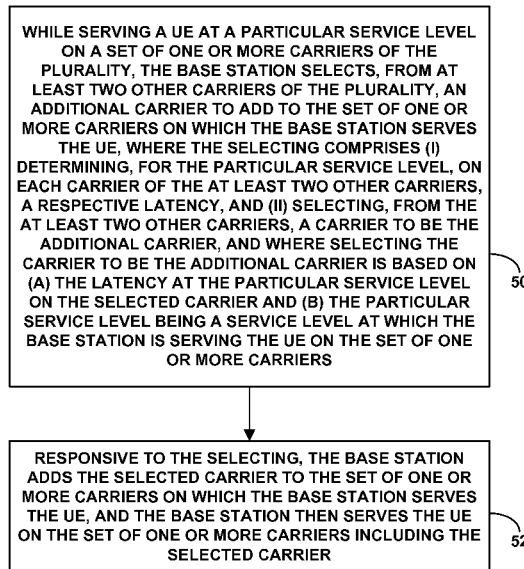 WHILE SERVING A UE AT A PARTICULAR SERVICE LEVEL
ON A SET OF ONE OR MORE CARRIERS OF THE
PLURALITY, THE BASE STATION SELECTS, FROM AT
LEAST TWO OTHER CARRIERS OF THE PLURALITY, AN
ADDITIONAL CARRIER TO ADD TO THE SET OF ONE OR
MORE CARRIERS ON WHICH THE BASE STATION SERVES
THE UE, WHERE THE SELECTING COMPRISES (I)
DETERMINING, FOR THE PARTICULAR SERVICE LEVEL, ON
EACH CARRIER OF THE AT LEAST TWO OTHER CARRIERS,
A RESPECTIVE LATENCY, AND (II) SELECTING, FROM THE
AT LEAST TWO OTHER CARRIERS, A CARRIER TO BE THE
ADDITIONAL CARRIER, AND WHERE SELECTING THE
CARRIER TO BE THE ADDITIONAL CARRIER IS BASED ON
(A) THE LATENCY AT THE PARTICULAR SERVICE LEVEL
ON THE SELECTED CARRIER AND (B) THE PARTICULAR
SERVICE LEVEL BEING A SERVICE LEVEL AT WHICH THE
BASE STATION IS SERVING THE UE ON THE SET OF ONE
OR MORE CARRIERS
50
RESPONSIVE TO THE SELECTING, THE BASE STATION
ADDS THE SELECTED CARRIER TO THE SET OF ONE OR
MORE CARRIERS ON WHICH THE BASE STATION SERVES
THE UE, AND THE BASE STATION THEN SERVES THE UE
ON THE SET OF ONE OR MORE CARRIERS INCLUDING THE
SELECTED CARRIER
52